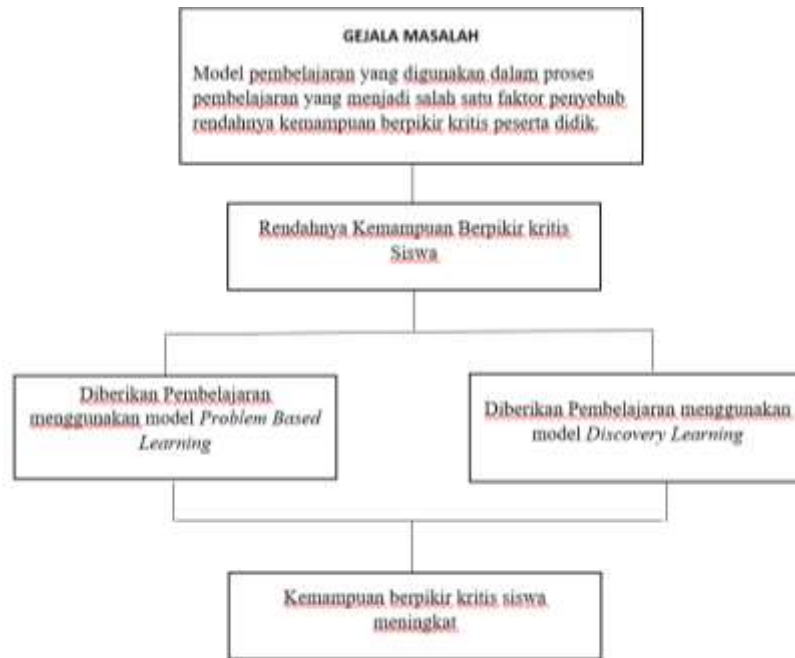 GEJALA MASALAH
Model pembelajaran yang digunakan dalam proses
pembelajaran yang menjadi salah satu faktor penyebab
rendahnya kemampuan berpikir kritis peserta didik.
Rendahnya Kemampuan Berpikir kritis
Siswa
Diberikan Pembelajaran
menggunakan model Problem Based
Learning
Diberikan Pembelajaran menggunakan
model Discovery Learning
Kemampuan berpikir kritis siswa
meningkat